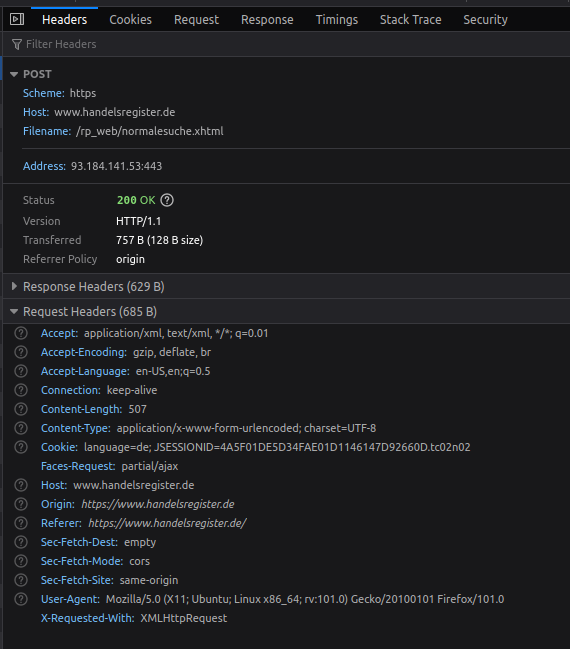 Headers Cookies Request Response Timings Stack Trace Security
Filter Headers
POST
Scheme: https
Host: www.handelsregister.de
Filename: /rp_web/normalesuche.xhtml
Address: 93.184.141.53:443
Status 200 OK
Version HTTP/1.1
Transferred 757 B (128 B size)
Referrer Policy origin
Response Headers (629 B)
Request Headers (685 B)
Accept: application/xml, text/xml, */*; q=0.01
Accept-Encoding: gzip, deflate, br
Accept-Language: en-US,en;q=0.5
Connection: keep-alive
Content-Length: 507
Content-Type: application/x-www-form-urlencoded; charset=UTF-8
Cookie: language=de; JSESSIONID=4A5F01DE5D34FAE01D1146147D92660D.tc02n02
Faces-Request: partial/ajax
Host: www.handelsregister.de
Origin: https://www.handelsregister.de
Referer: https://www.handelsregister.de/
Sec-Fetch-Dest: empty
Sec-Fetch-Mode: cors
Sec-Fetch-Site: same-origin
User-Agent: Mozilla/5.0 (X11; Ubuntu; Linux x86_64; rv:101.0) Gecko/20100101 Firefox/101.0
X-Requested-With: XMLHttpRequest